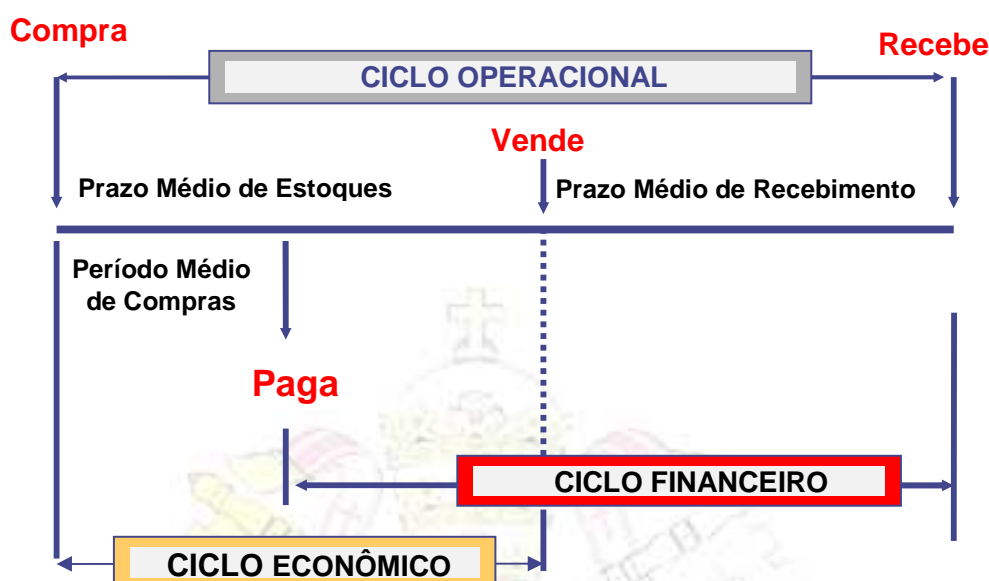 Compra
Recebe
CICLO OPERACIONAL
Vende
Prazo Médio de Estoques
Prazo Médio de Recebimento
Período Médio
de Compras
Paga
CICLO FINANCEIRO
CICLO ECONÔMICO